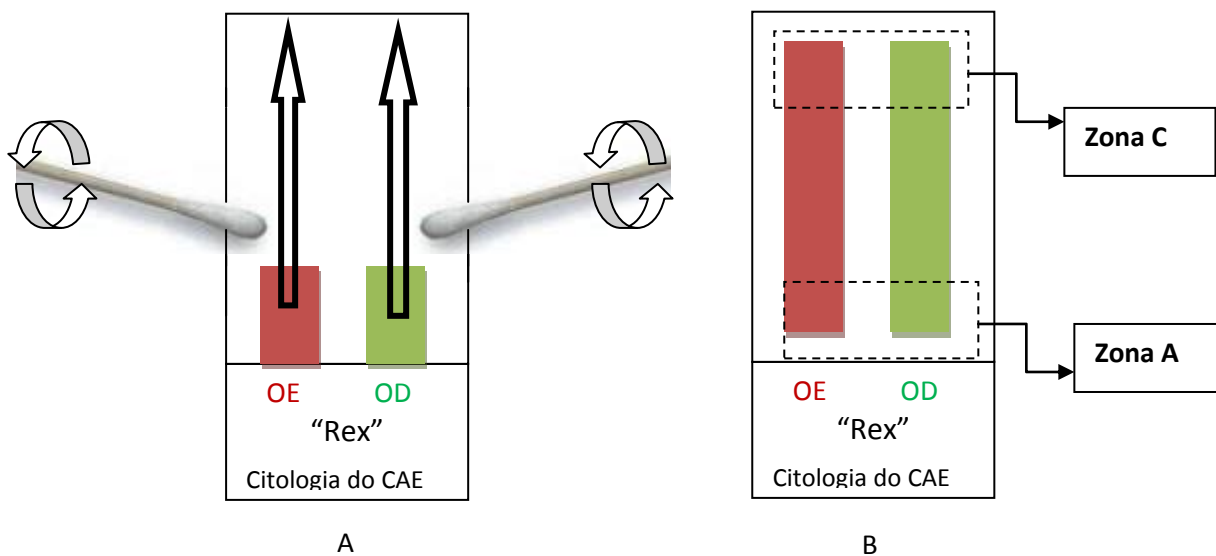 OE OD
“Rex”
Citologia do CAE
A
Zona C
Zona A
OE OD
“Rex”
Citologia do CAE
B